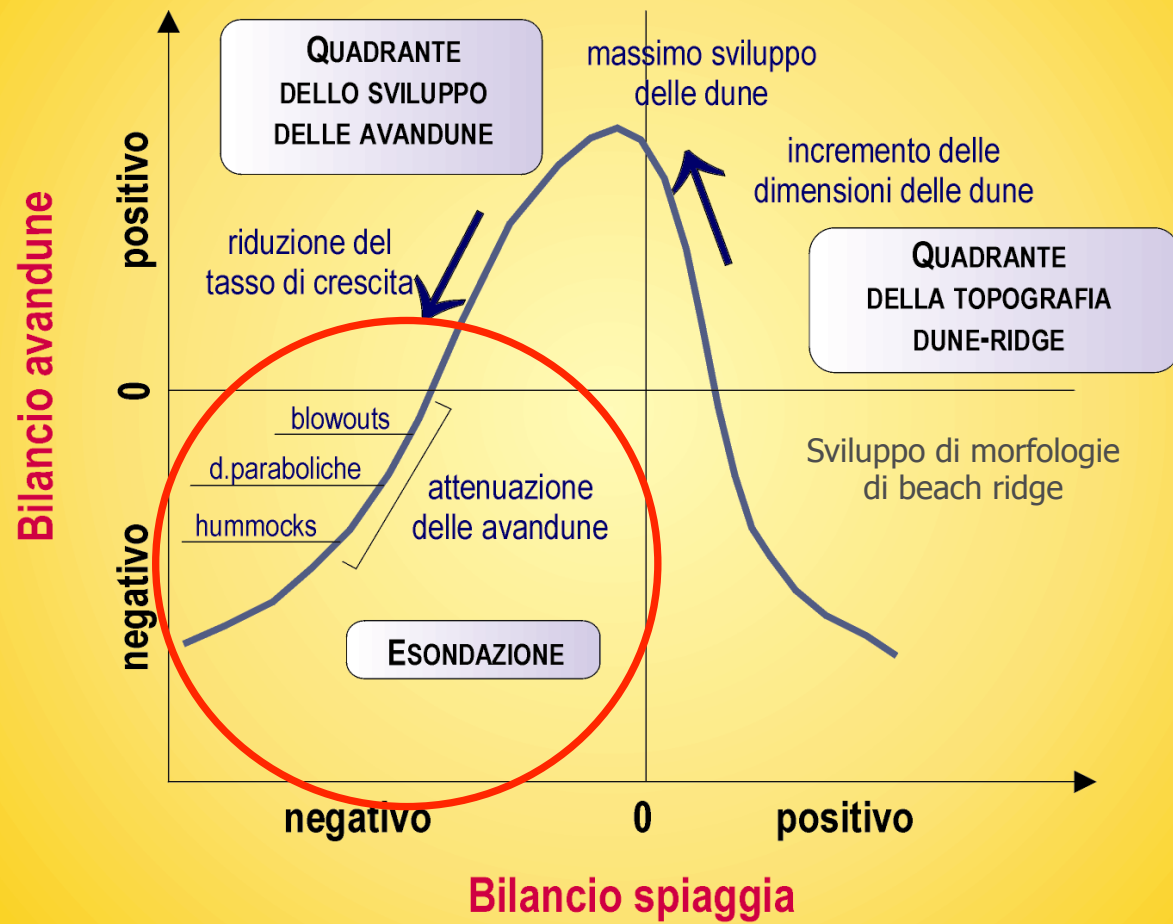 QUADRANTE
DELLO SVILUPPO
DELLE AVANDUNE
massimo sviluppo
delle dune
incremento delle
dimensioni delle dune
riduzione del
tasso di crescita
QUADRANTE
DELLA TOPOGRAFIA
DUNE-RIDGE
Bilancio avandune
positivo
0
negativo
blowouts
d.paraboliche
hummocks
attenuazione
delle avandune
Sviluppo di morfologie
di beach ridge
ESONDAZIONE
negativo
0
positivo
Bilancio spiaggia